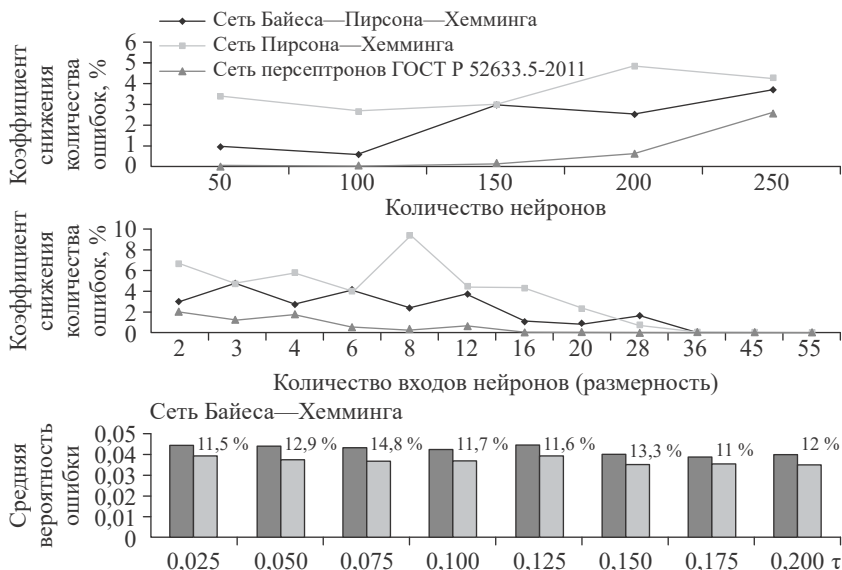 Сеть Байеса—Пирсона—Хемминга
Сеть Пирсона—Хемминга
Сеть персептронов ГОСТ Р 52633.5-2011
Коэффициент
снижения
количества
ошибок, %
6
5
4
3
2
1
0
50 100 150 200 250
Количество нейронов
Коэффициент
снижения
количества
ошибок, %
10
8
6
4
2
0
2 3 4 6 8 12 16 20 28 36 45 55
Количество входов нейронов (размерность)
Сеть Байеса—Хемминга
Средняя
вероятность
ошибки
0,05
0,04
0,03
0,02
0,01
0
11,5 % 12,9 % 14,8 % 11,7 % 11,6 % 13,3 % 11 % 12 %
0,025 0,050 0,075 0,100 0,125 0,150 0,175 0,200 τ